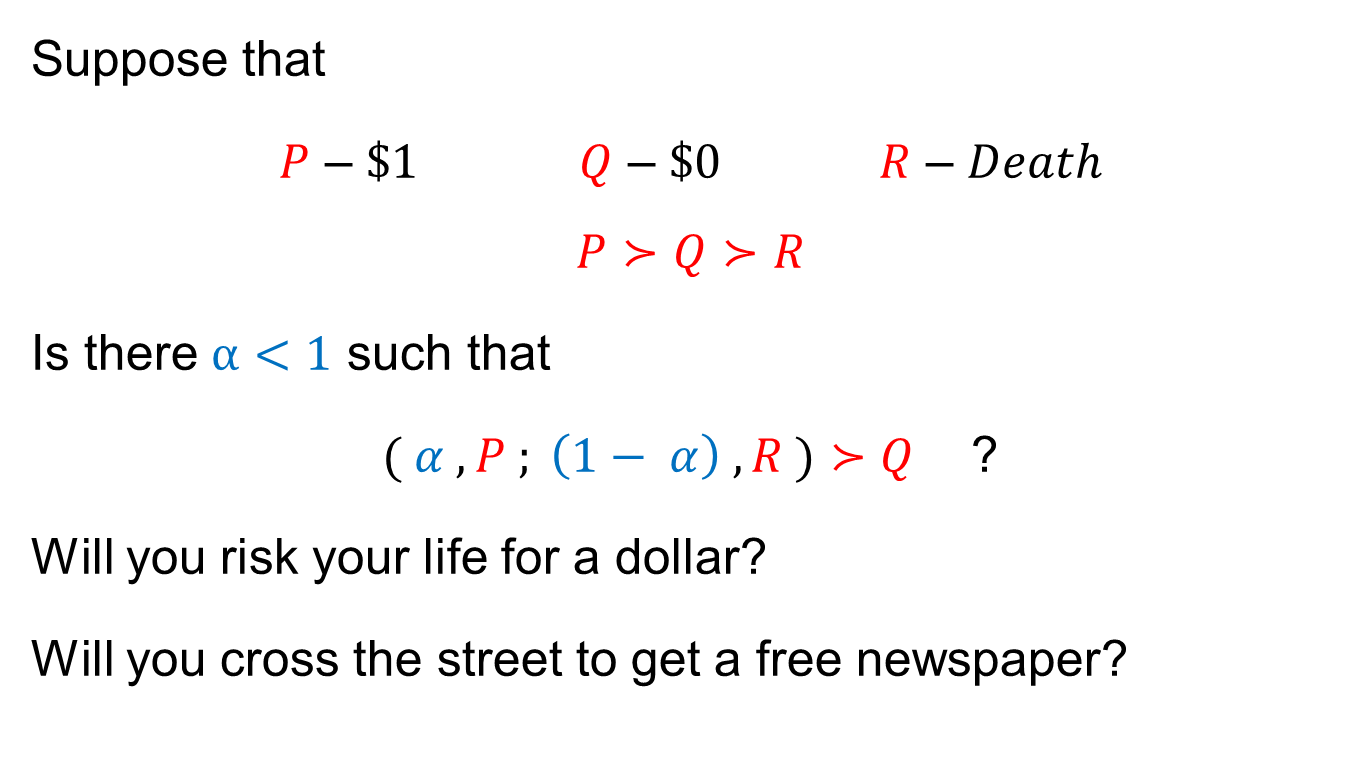 Suppose that
P − $1 Q − $0 R − Death
P ≻ Q ≻ R
Is there α < 1 such that
( α , P ; (1 − α) , R ) ≻ Q ?
Will you risk your life for a dollar?
Will you cross the street to get a free newspaper?